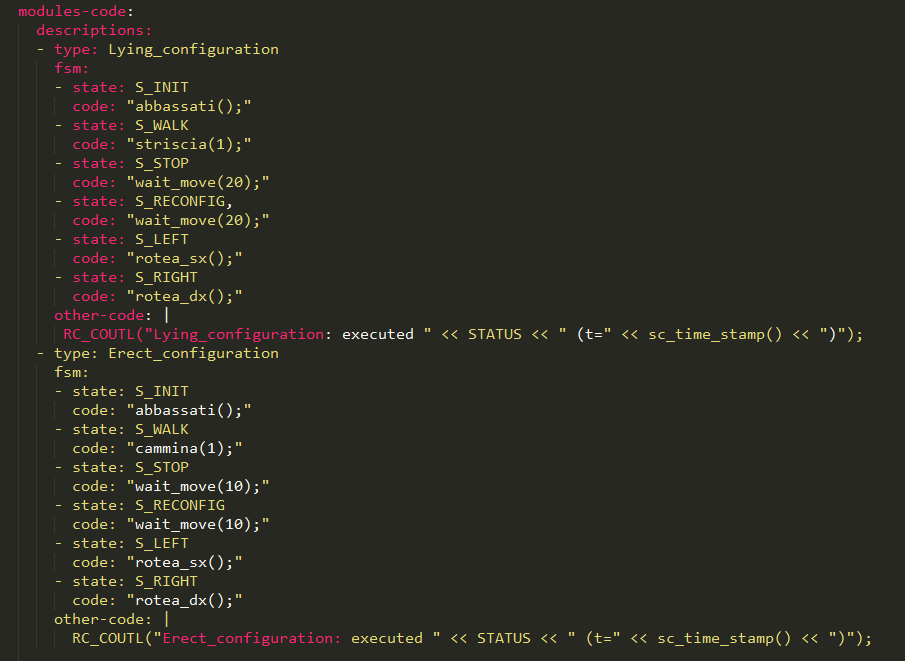 modules-code:
  descriptions:
  - type: Lying_configuration
    fsm:
    - state: S_INIT
      code: "abbassati();"
    - state: S_WALK
      code: "striscia(1);"
    - state: S_STOP
      code: "wait_move(20);"
    - state: S_RECONFIG,
      code: "wait_move(20);"
    - state: S_LEFT
      code: "rotea_sx();"
    - state: S_RIGHT
      code: "rotea_dx();"
    other-code: |
     RC_COUTL("Lying_configuration: executed " << STATUS << " (t=" << sc_time_stamp() << ")");
  - type: Erect_configuration
    fsm:
    - state: S_INIT
      code: "abbassati();"
    - state: S_WALK
      code: "cammina(1);"
    - state: S_STOP
      code: "wait_move(10);"
    - state: S_RECONFIG
      code: "wait_move(10);"
    - state: S_LEFT
      code: "rotea_sx();"
    - state: S_RIGHT
      code: "rotea_dx();"
    other-code: |
      RC_COUTL("Erect_configuration: executed " << STATUS << " (t=" << sc_time_stamp() << ")");